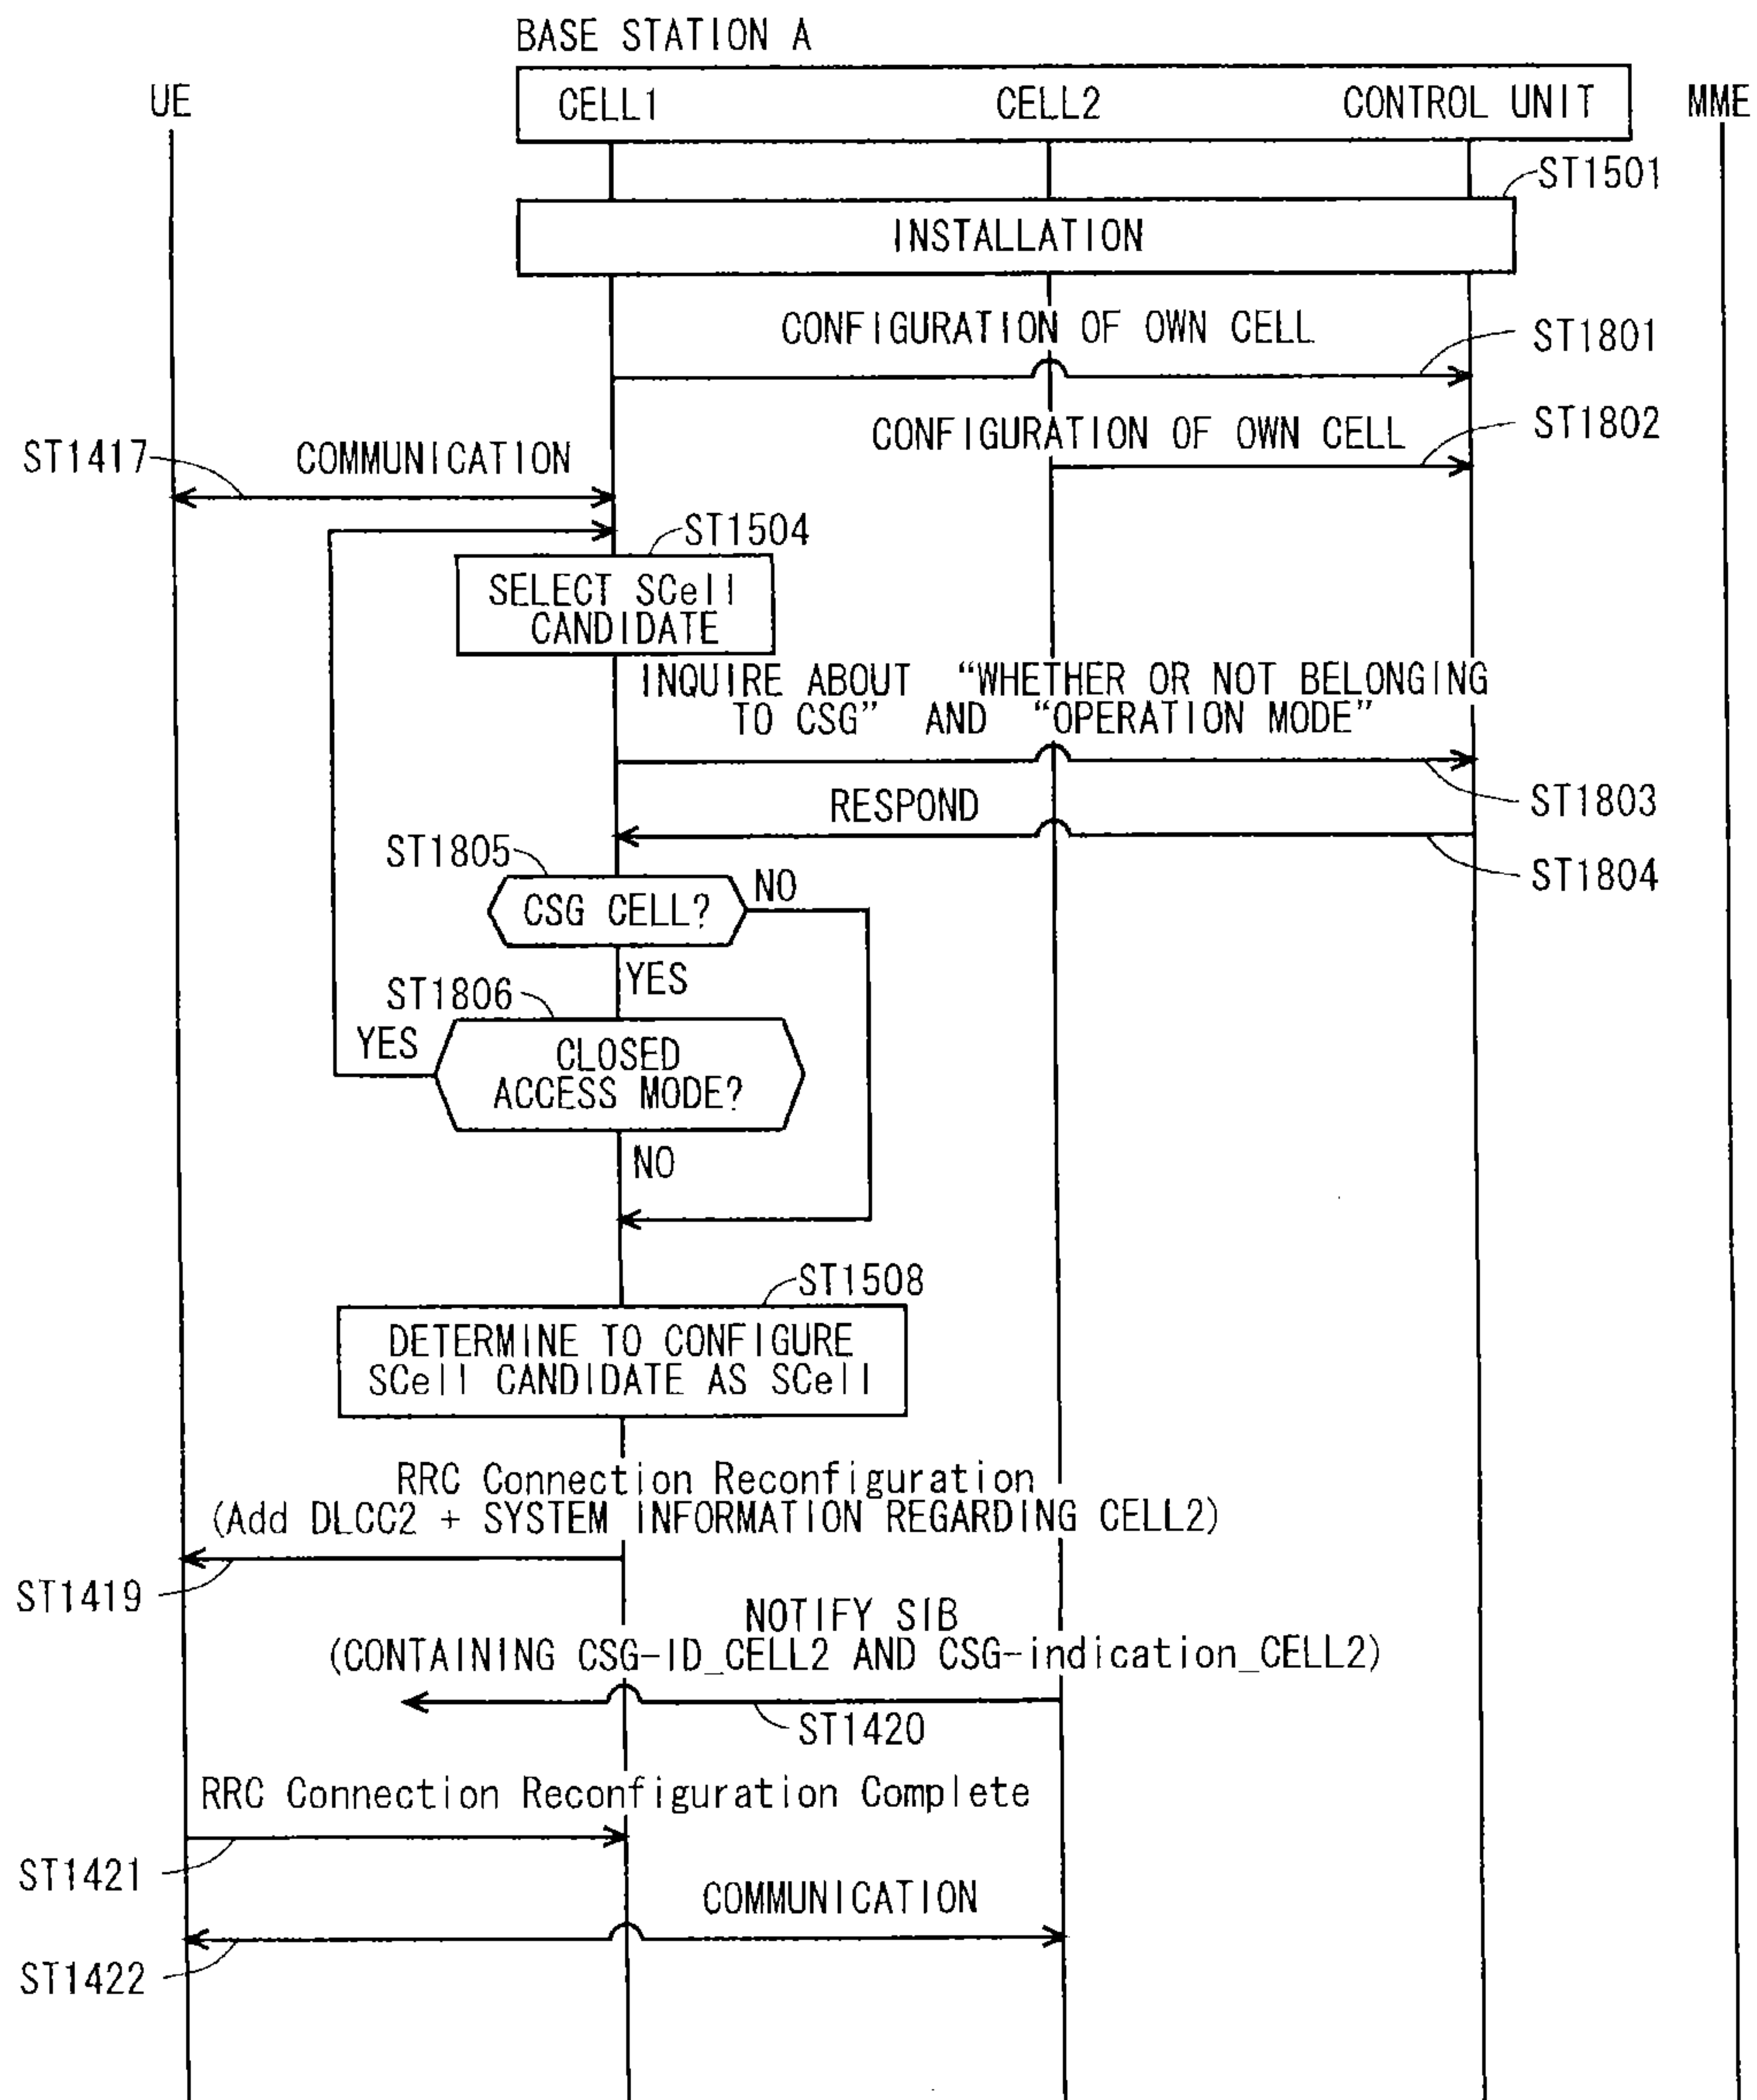 BASE STATION A
UE
CELL1
CELL2
CONTROL UNIT
MME
ST1501
INSTALLATION
CONFIGURATION OF OWN CELL
ST1801
CONFIGURATION OF OWN CELL
ST1802
ST1417
COMMUNICATION
ST1504
SELECT SCell
CANDIDATE
INQUIRE ABOUT “WHETHER OR NOT BELONGING
TO CSG” AND “OPERATION MODE”
ST1803
RESPOND
ST1804
ST1805
CSG CELL?
NO
YES
ST1806
YES
CLOSED
ACCESS MODE?
NO
ST1508
DETERMINE TO CONFIGURE
SCell CANDIDATE AS SCell
RRC Connection Reconfiguration
(Add DLCC2 + SYSTEM INFORMATION REGARDING CELL2)
ST1419
NOTIFY SIB
(CONTAINING CSG-ID_CELL2 AND CSG-indication_CELL2)
ST1420
RRC Connection Reconfiguration Complete
ST1421
COMMUNICATION
ST1422